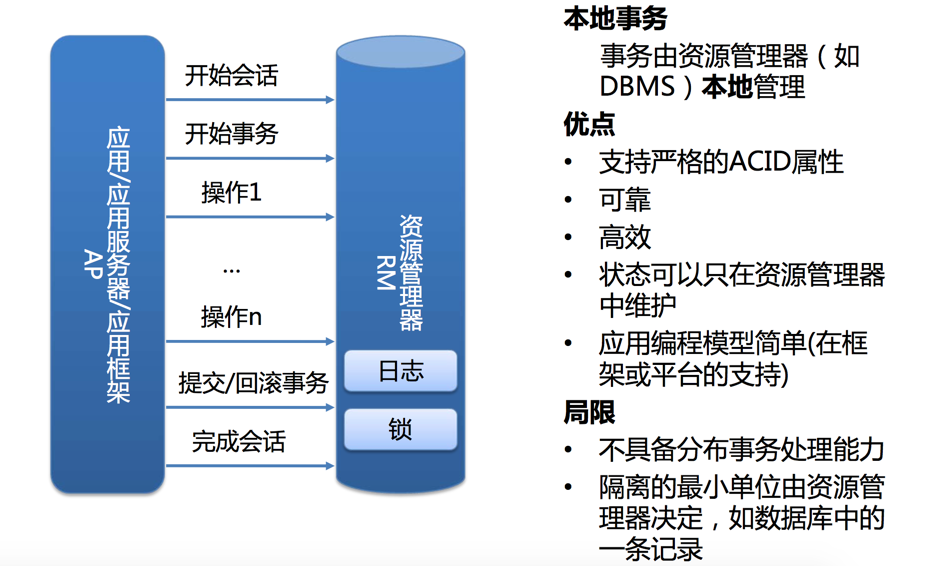 应用/应用服务器/应用框架
AP
开始会话
开始事务
操作1
...
操作n
提交/回滚事务
完成会话
资源管理器
RM
日志
锁
本地事务
事务由资源管理器（如
DBMS）本地管理
优点
• 支持严格的ACID属性
• 可靠
• 高效
• 状态可以只在资源管理器
中维护
• 应用编程模型简单(在框
架或平台的支持)
局限
• 不具备分布事务处理能力
• 隔离的最小单位由资源管
理器决定，如数据库中的
一条记录